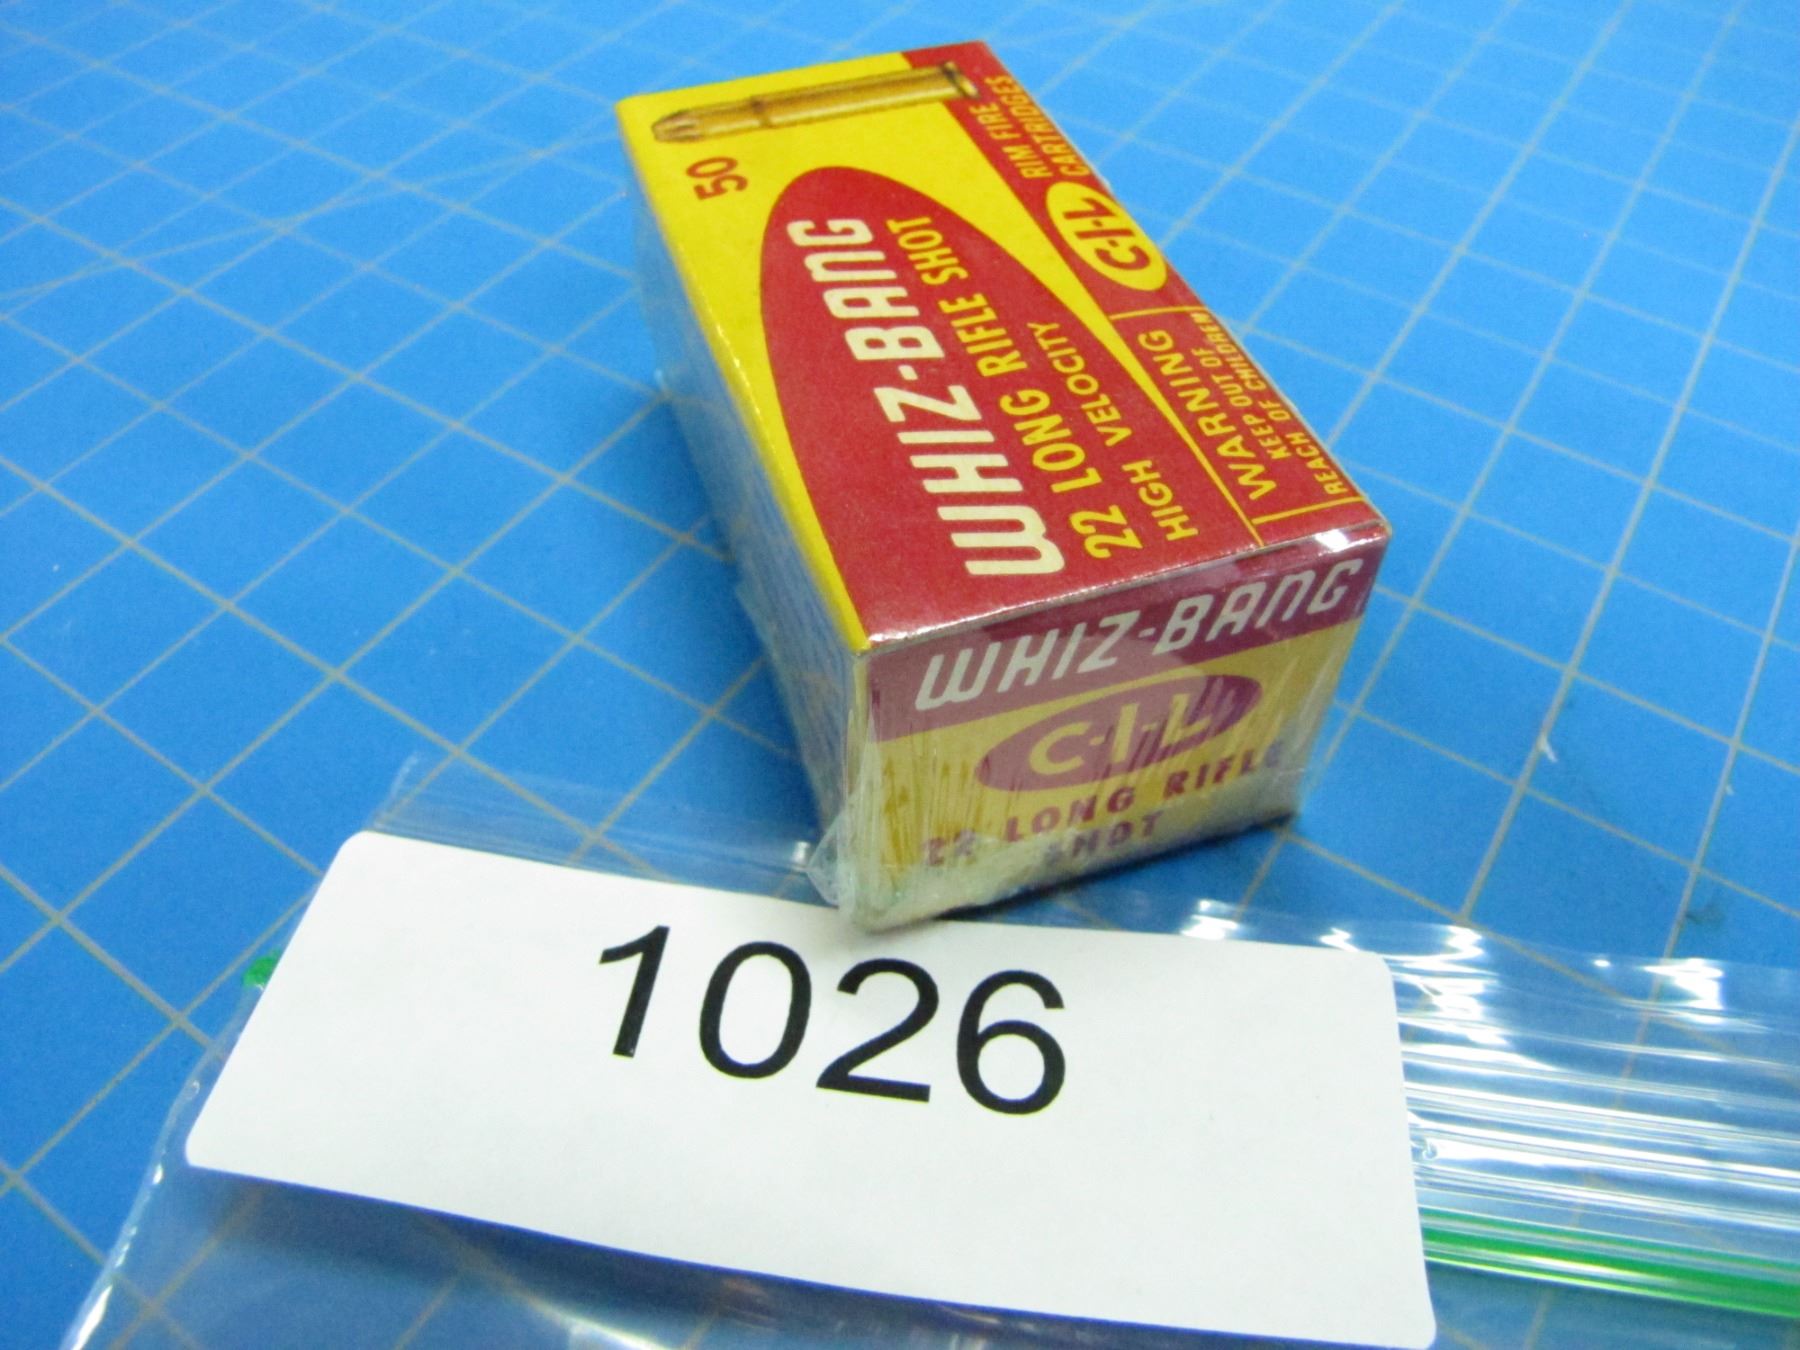 50
WHIZ-BANG
22 LONG RIFLE SHOT
HIGH VELOCITY
RIM FIRE
CARTRIDGES
C-I-L
WARNING
KEEP OUT OF
REACH OF CHILDREN
WHIZ-BANG
C-I-L
22 LONG RIFLE
SHOT
1026